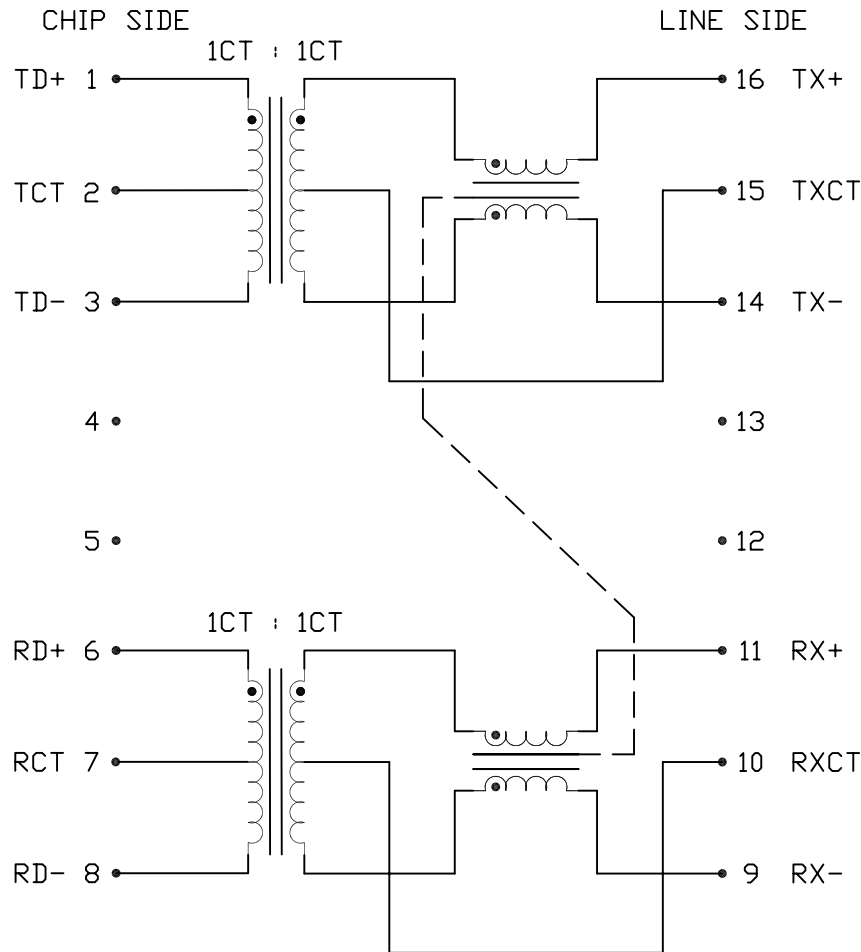 CHIP SIDE LINE SIDE
1CT : 1CT
TD+ 1 16 TX+
TCT 2 15 TXCT
TD- 3 14 TX-
4 13
5 12
1CT : 1CT
RD+ 6 11 RX+
RCT 7 10 RXCT
RD- 8 9 RX-